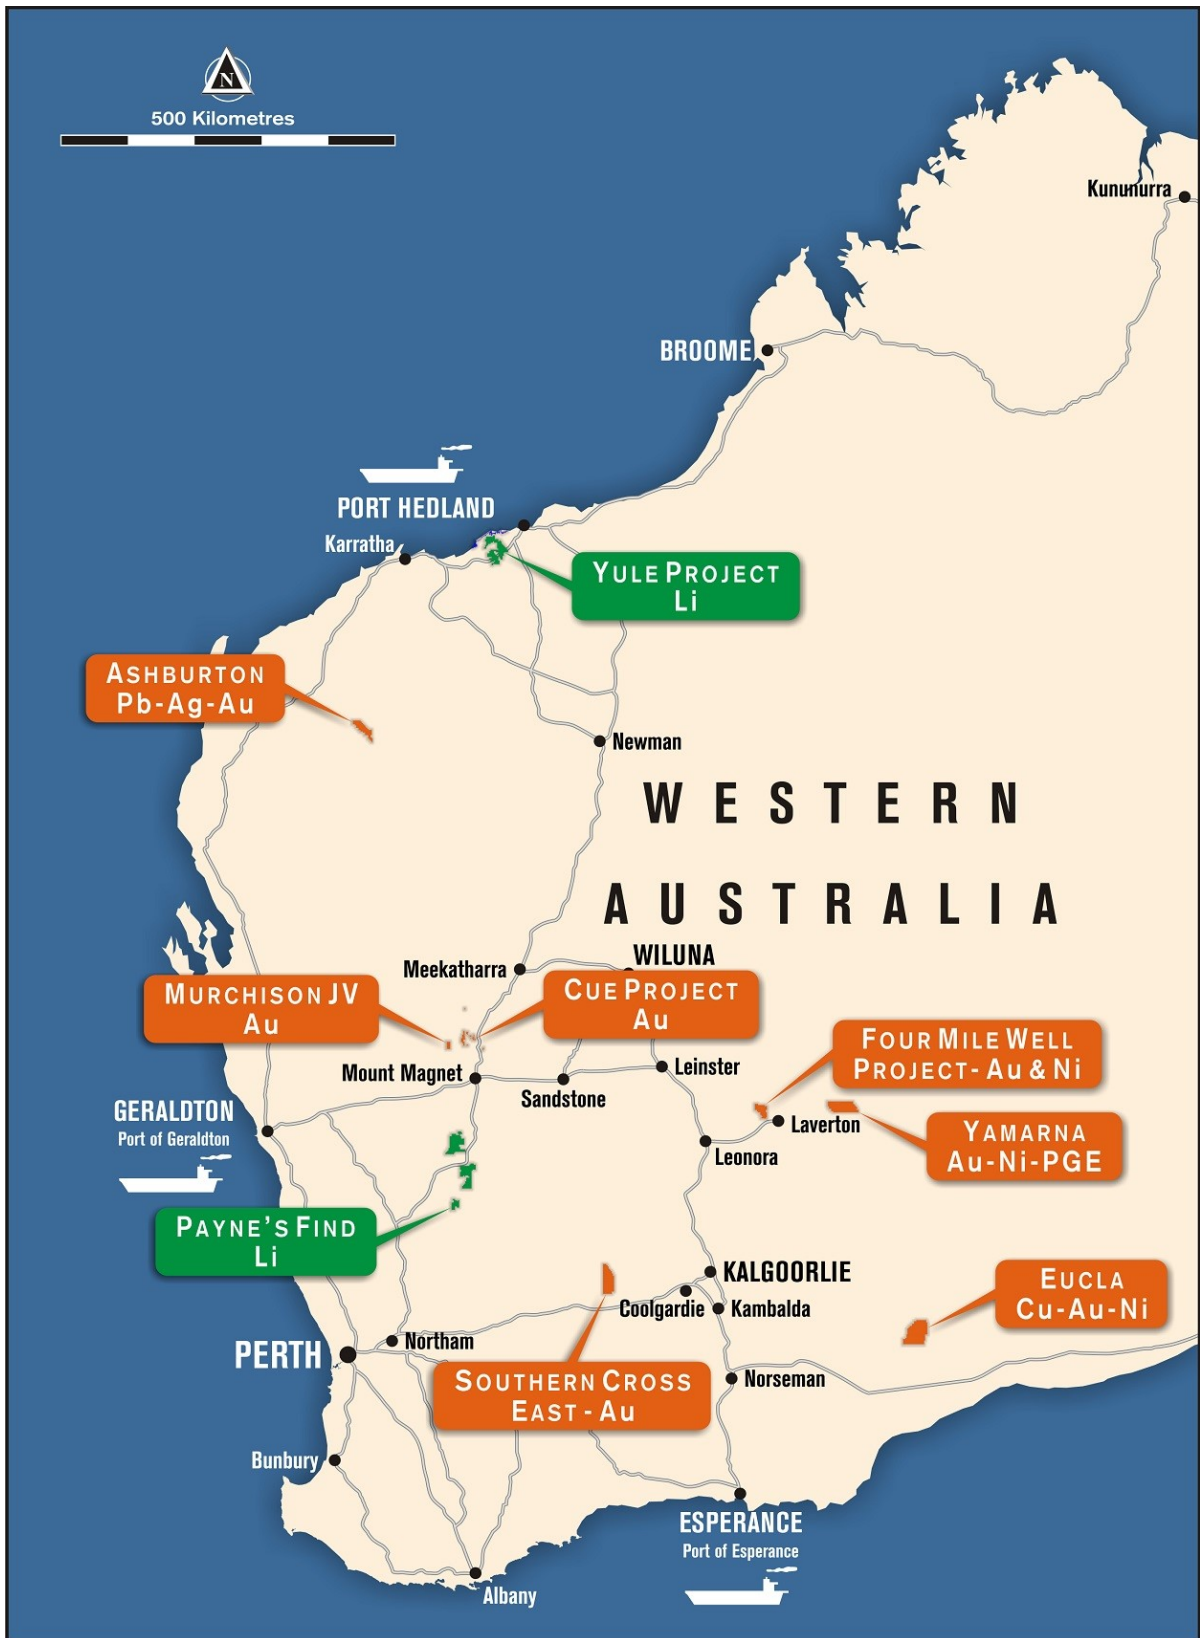 N
500 Kilometres
Kununurra
BROOME
PORT HEDLAND
Karratha
YULE PROJECT
Li
ASHBURTON
Pb-Ag-Au
Newman
WESTERN
AUSTRALIA
Meekatharra
WILUNA
MURCHISON JV
Au
CUE PROJECT
Au
FOUR MILE WELL
PROJECT- Au & Ni
Mount Magnet
Leinster
Sandstone
GERALDTON
Port of Geraldton
Laverton
YAMARNA
Au-Ni-PGE
Leonora
PAYNE'S FIND
Li
KALGOORLIE
Coolgardie
Kambalda
EUCLA
Cu-Au-Ni
PERTH
Northam
SOUTHERN CROSS
EAST - Au
Norseman
Bunbury
ESPERANCE
Port of Esperance
Albany